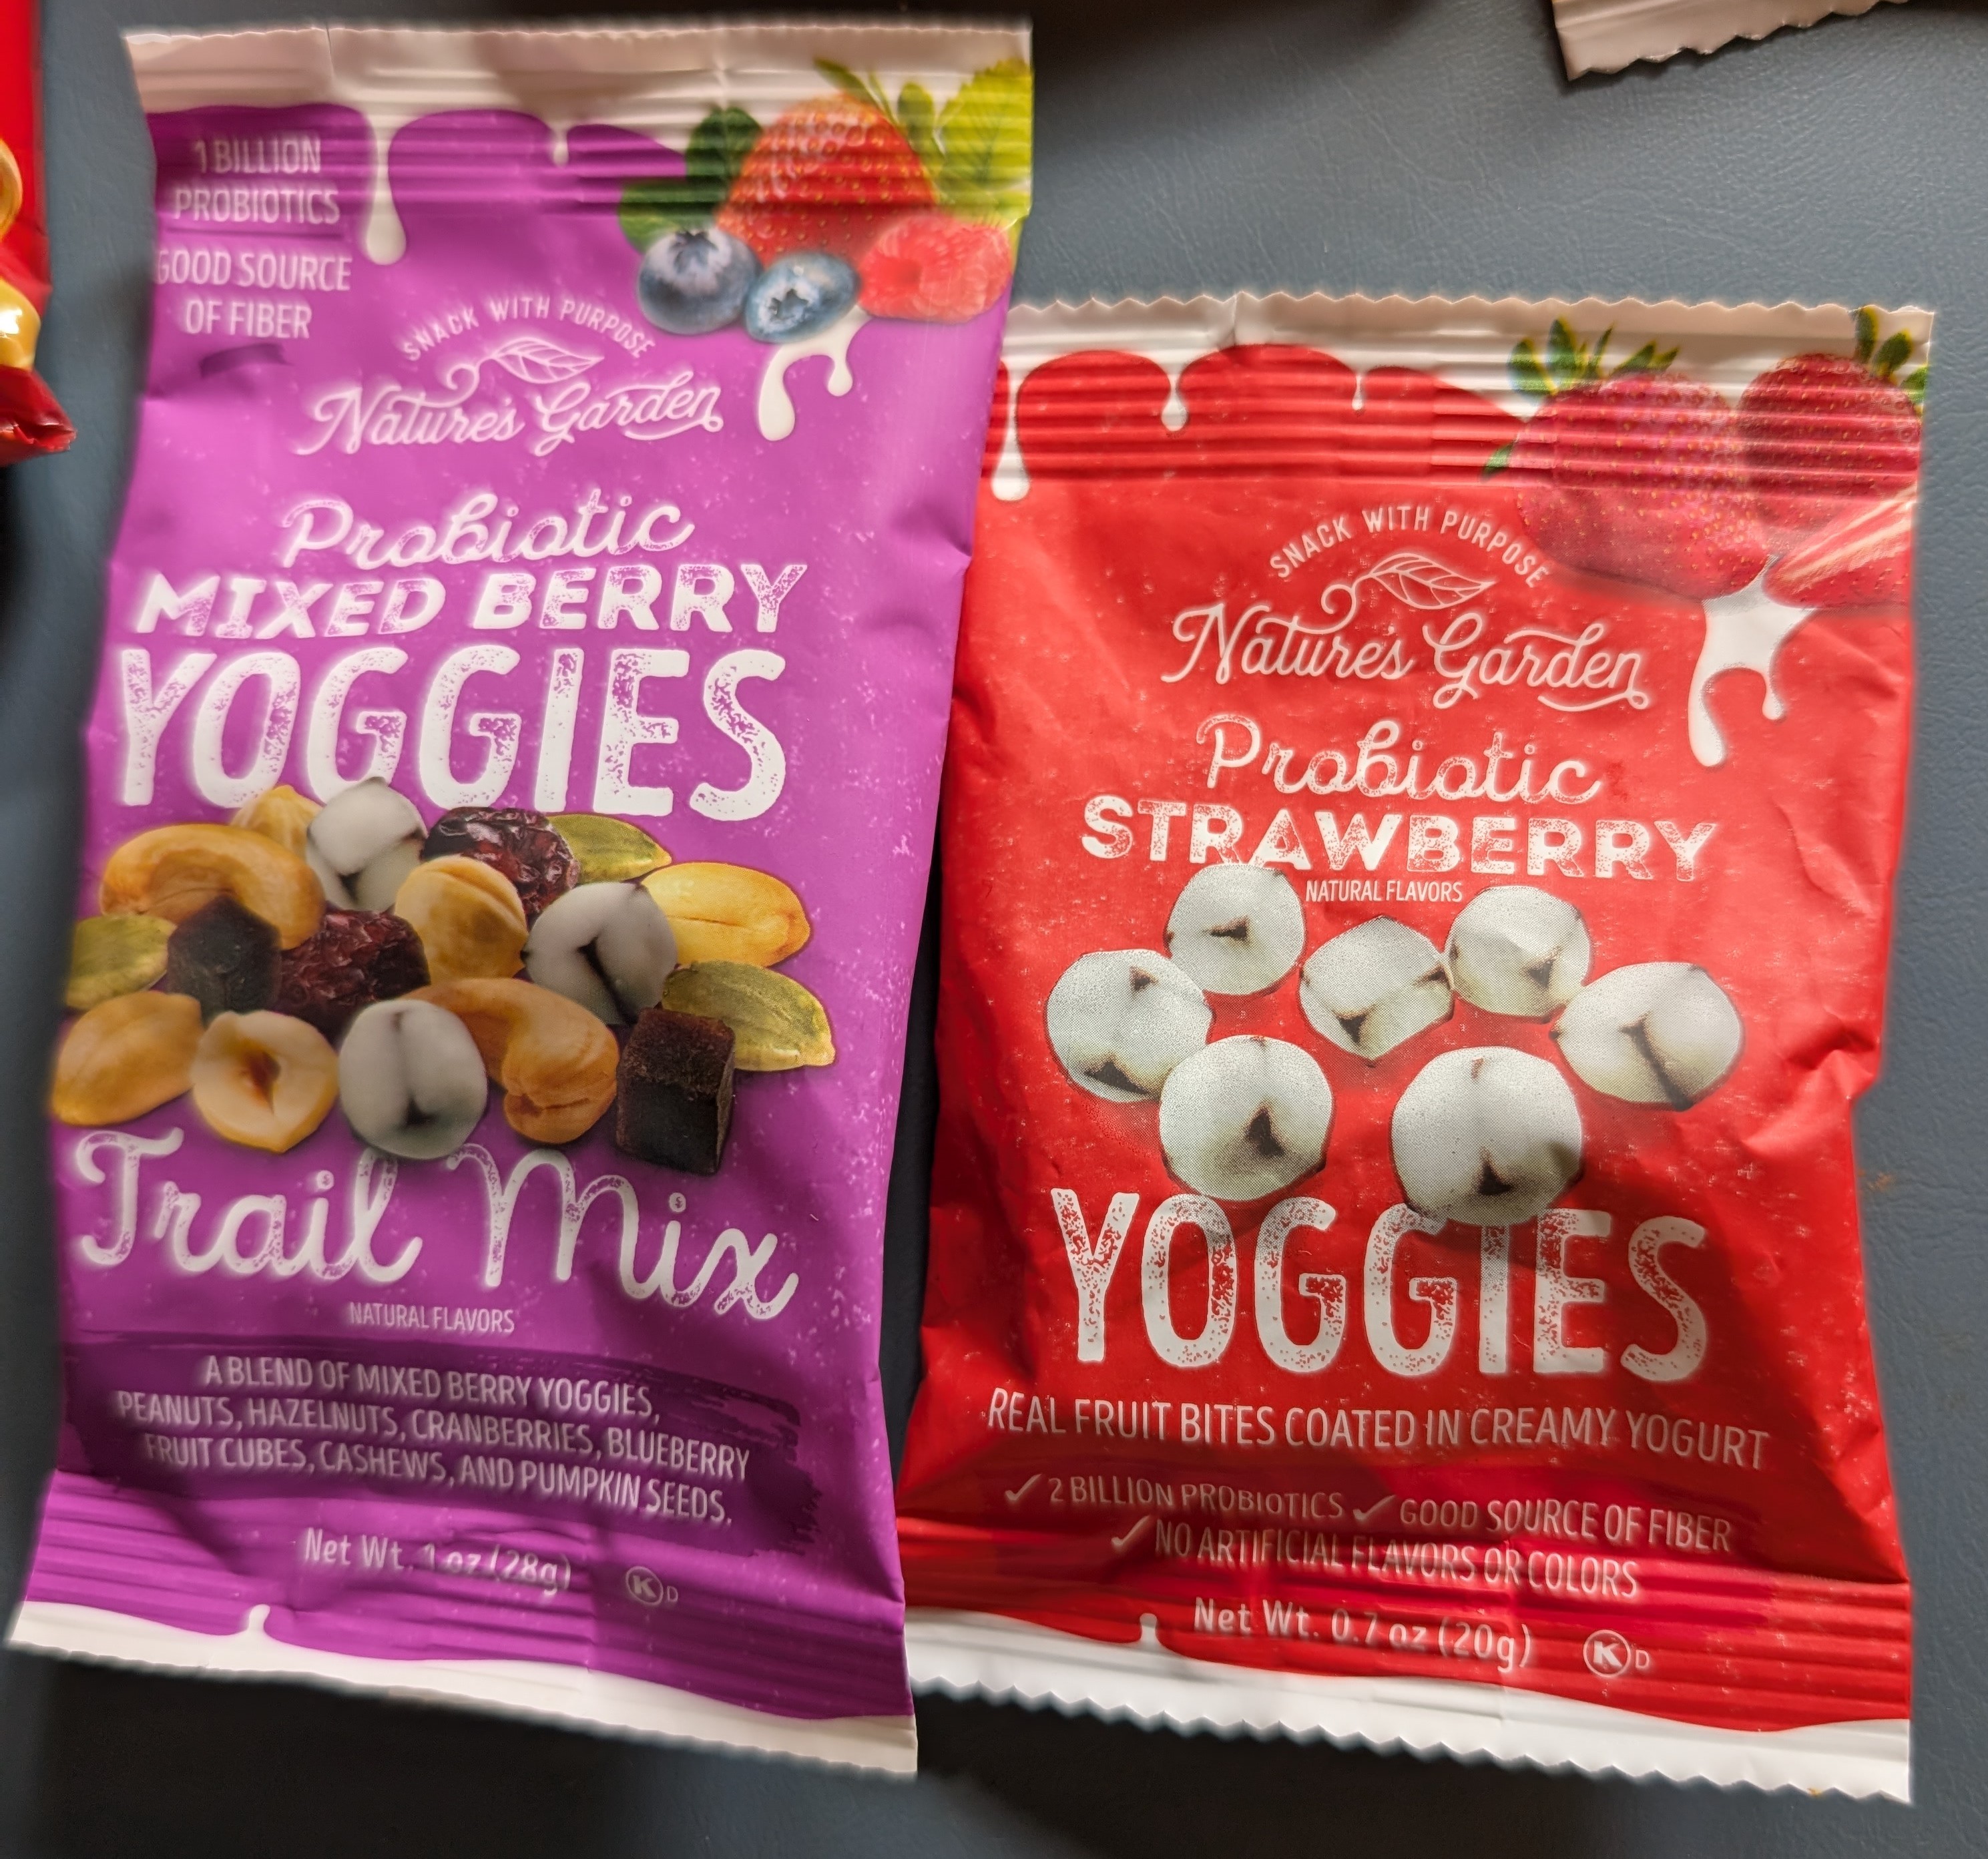 1 BILLION
PROBIOTICS
GOOD SOURCE
OF FIBER
SNACK WITH PURPOSE
Nature's Garden
Probiotic
MIXED BERRY
YOGGIES
Trail Mix
NATURAL FLAVORS
A BLEND OF MIXED BERRY YOGGIES,
PEANUTS, HAZELNUTS, CRANBERRIES, BLUEBERRY
FRUIT CUBES, CASHEWS, AND PUMPKIN SEEDS.
Net Wt. 1 oz (28g)
K D
SNACK WITH PURPOSE
Nature's Garden
Probiotic
STRAWBERRY
NATURAL FLAVORS
YOGGIES
REAL FRUIT BITES COATED IN CREAMY YOGURT
✓ 2 BILLION PROBIOTICS ✓ GOOD SOURCE OF FIBER
✓ NO ARTIFICIAL FLAVORS OR COLORS
Net Wt. 0.7 oz (20g)
K D